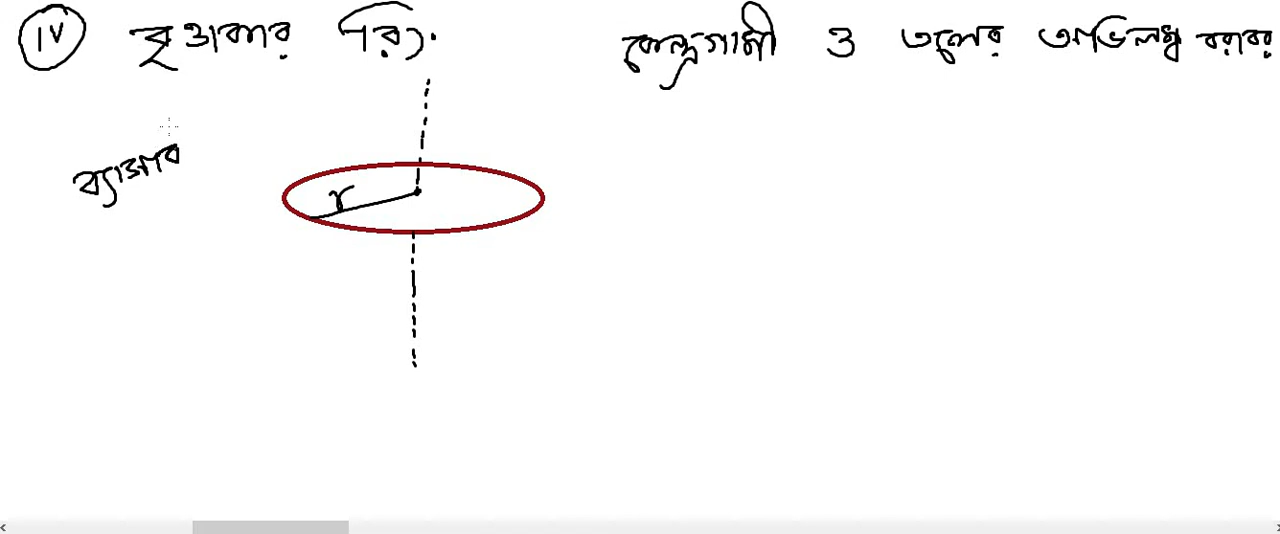 iv বৃত্তাকার রিং কেন্দ্রগামী ও তলের অভিলম্ব বরাবর
ব্যাসার্ধ
r